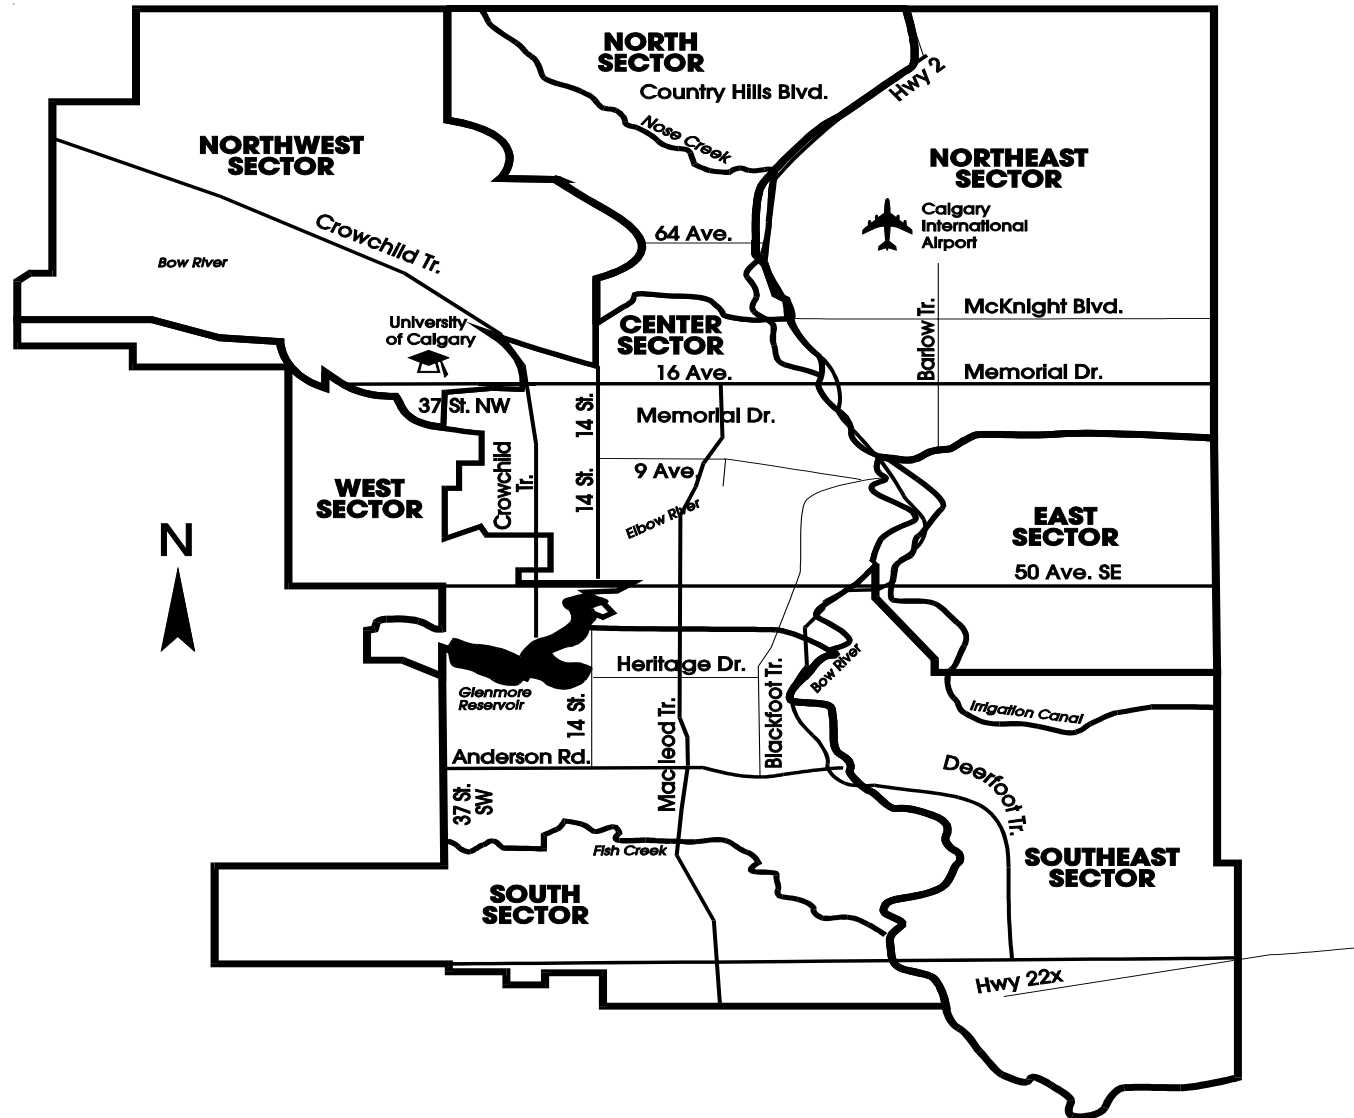 NORTH
SECTOR
Country Hills Blvd.
Hwy 2
Nose Creek
NORTHWEST
SECTOR
NORTHEAST
SECTOR
Calgary
International
Airport
Crowchild Tr.
64 Ave.
Bow River
Barlow Tr.
McKnight Blvd.
University
of Calgary
CENTER
SECTOR
16 Ave.
Memorial Dr.
37 St. NW
14 St.
Memorial Dr.
Crowchild
Tr.
14 St.
9 Ave.
WEST
SECTOR
Elbow River
EAST
SECTOR
N
50 Ave. SE
Heritage Dr.
Bow River
Blackfoot Tr.
Glenmore
Reservoir
14 St.
Macleod Tr.
Irrigation Canal
Anderson Rd.
Deerfoot Tr.
37 St.
SW
Fish Creek
SOUTHEAST
SECTOR
SOUTH
SECTOR
Hwy 22x